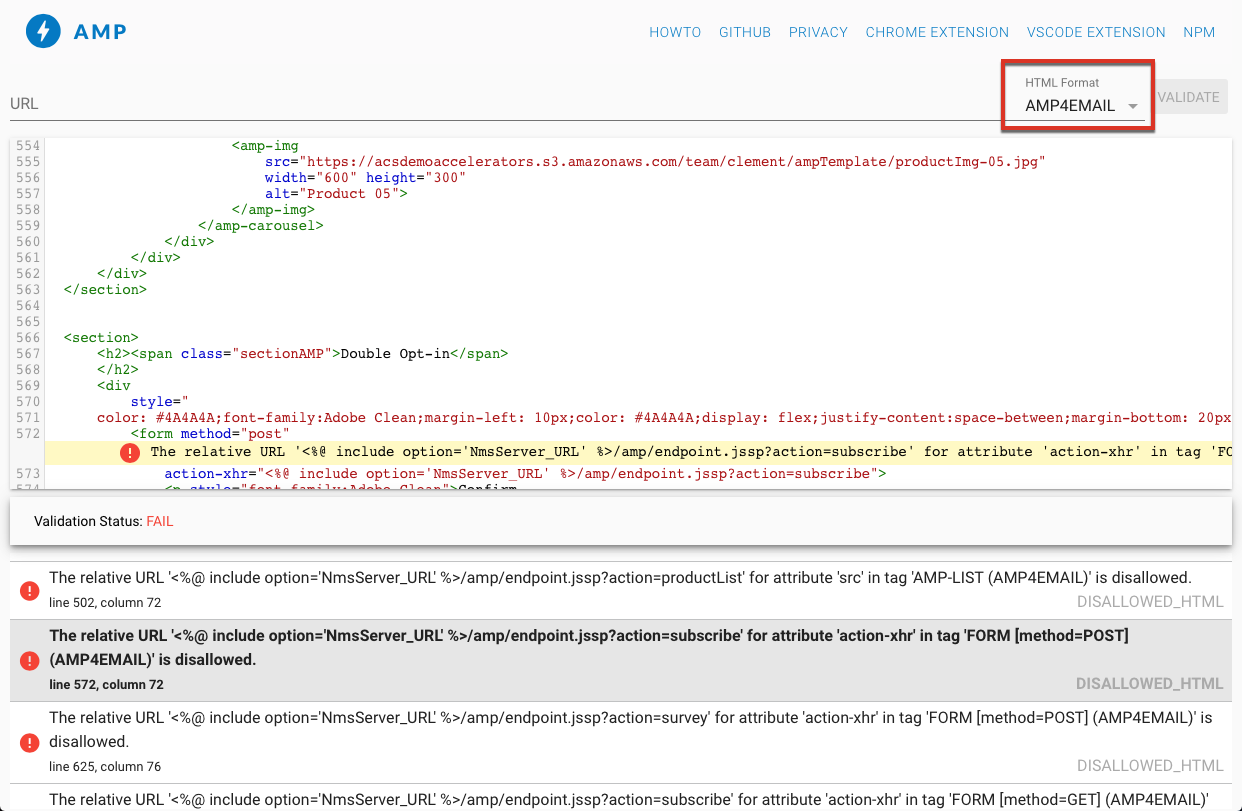 AMP
HOWTO GITHUB PRIVACY CHROME EXTENSION VSCODE EXTENSION NPM
URL
HTML Format
AMP4EMAIL
VALIDATE
554 <amp-img
555 src="https://acsdemoaccelerators.s3.amazonaws.com/team/clement/ampTemplate/productImg-05.jpg"
556 width="600" height="300"
557 alt="Product 05">
558 </amp-img>
559 </amp-carousel>
560 </div>
561 </div>
562 </div>
563 </section>
564
565
566 <section>
567 <h2><span class="sectionAMP">Double Opt-in</span>
568 </h2>
569 <div
570 style="
571 color: #4A4A4A;font-family:Adobe Clean;margin-left: 10px;color: #4A4A4A;display: flex;justify-content:space-between;margin-bottom: 20px
572 <form method="post"
The relative URL '<%@ include option='NmsServer_URL' %>/amp/endpoint.jssp?action=subscribe' for attribute 'action-xhr' in tag 'FO
573 action-xhr="<%@ include option='NmsServer_URL' %>/amp/endpoint.jssp?action=subscribe">
574 <p style="font-family:Adobe Clean">Confirm
Validation Status: FAIL
The relative URL '<%@ include option='NmsServer_URL' %>/amp/endpoint.jssp?action=productList' for attribute 'src' in tag 'AMP-LIST (AMP4EMAIL)' is disallowed.
line 502, column 72 DISALLOWED_HTML
The relative URL '<%@ include option='NmsServer_URL' %>/amp/endpoint.jssp?action=subscribe' for attribute 'action-xhr' in tag 'FORM [method=POST]
(AMP4EMAIL)' is disallowed.
line 572, column 72 DISALLOWED_HTML
The relative URL '<%@ include option='NmsServer_URL' %>/amp/endpoint.jssp?action=survey' for attribute 'action-xhr' in tag 'FORM [method=POST] (AMP4EMAIL)' is
disallowed.
line 625, column 76 DISALLOWED_HTML
The relative URL '<%@ include option='NmsServer_URL' %>/amp/endpoint.jssp?action=subscribe' for attribute 'action-xhr' in tag 'FORM [method=GET] (AMP4EMAIL)'